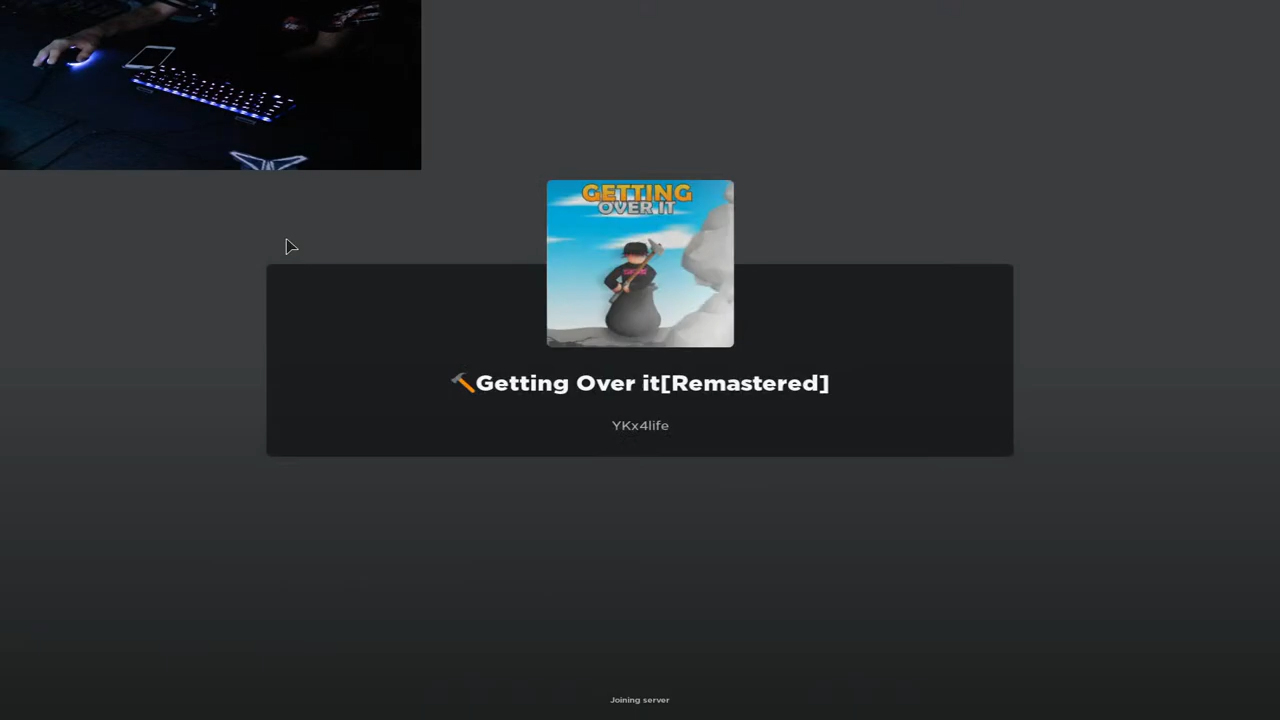 GETTING
OVER IT
🔨Getting Over it[Remastered]
YKx4life
Joining server